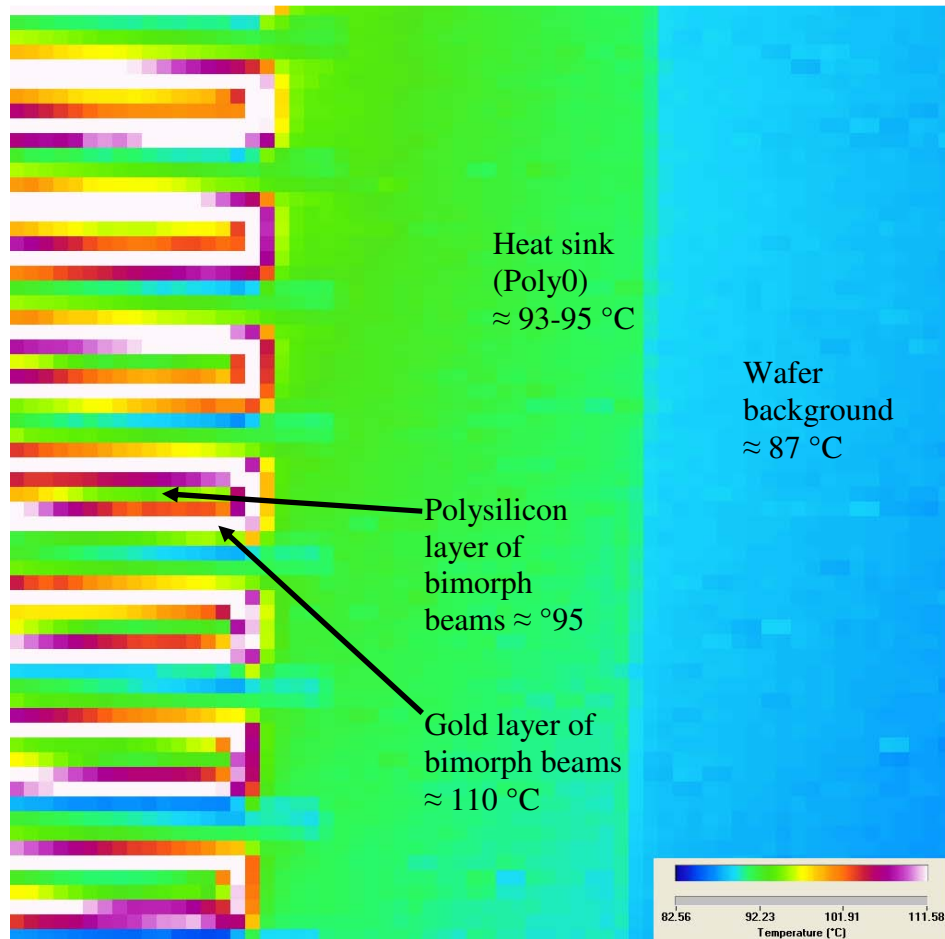 Heat sink
(Poly0)
≈ 93-95 °C
Wafer
background
≈ 87 °C
Polysilicon
layer of
bimorph
beams ≈ °95
Gold layer of
bimorph beams
≈ 110 °C
82.56 92.23 101.91 111.58
Temperature (°C)